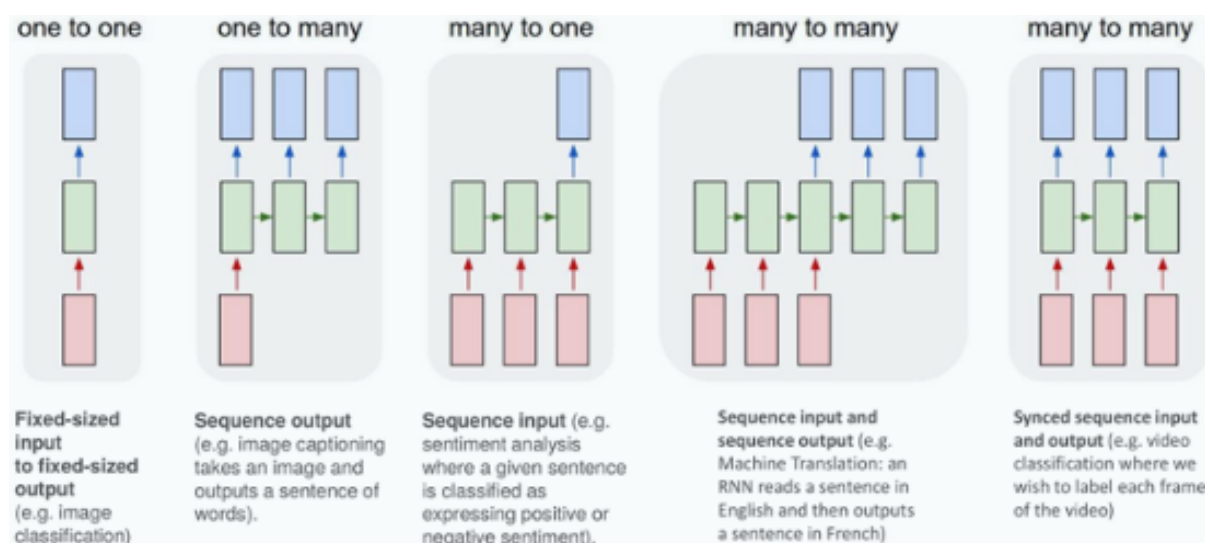 one to one
one to many
many to one
many to many
many to many
Fixed-sized
input
to fixed-sized
output
(e.g. image
classification)
Sequence output
(e.g. image captioning
takes an image and
outputs a sentence of
words).
Sequence input (e.g.
sentiment analysis
where a given sentence
is classified as
expressing positive or
negative sentiment).
Sequence input and
sequence output (e.g.
Machine Translation: an
RNN reads a sentence in
English and then outputs
a sentence in French)
Synced sequence input
and output (e.g. video
classification where we
wish to label each frame
of the video)